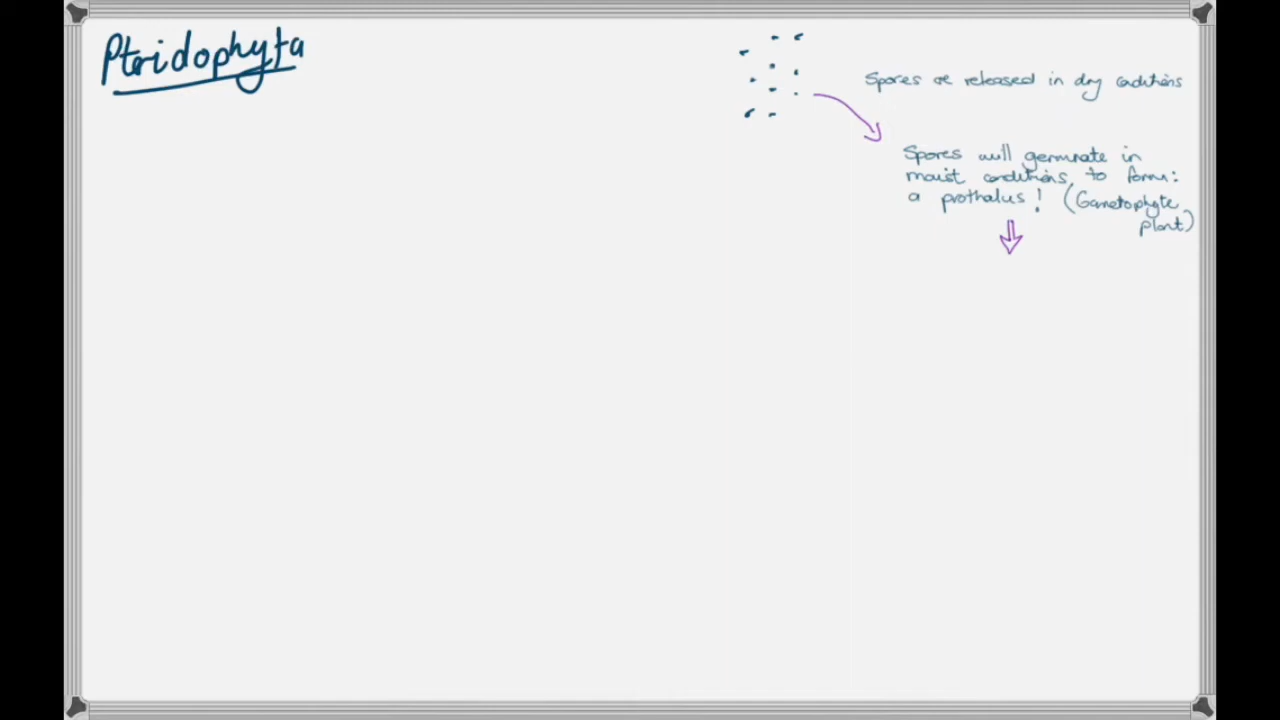 Pteridophyta
Spores are released in dry conditions
Spores will germinate in
moist conditions to form:
a prothalus! (Gametophyte
plant)